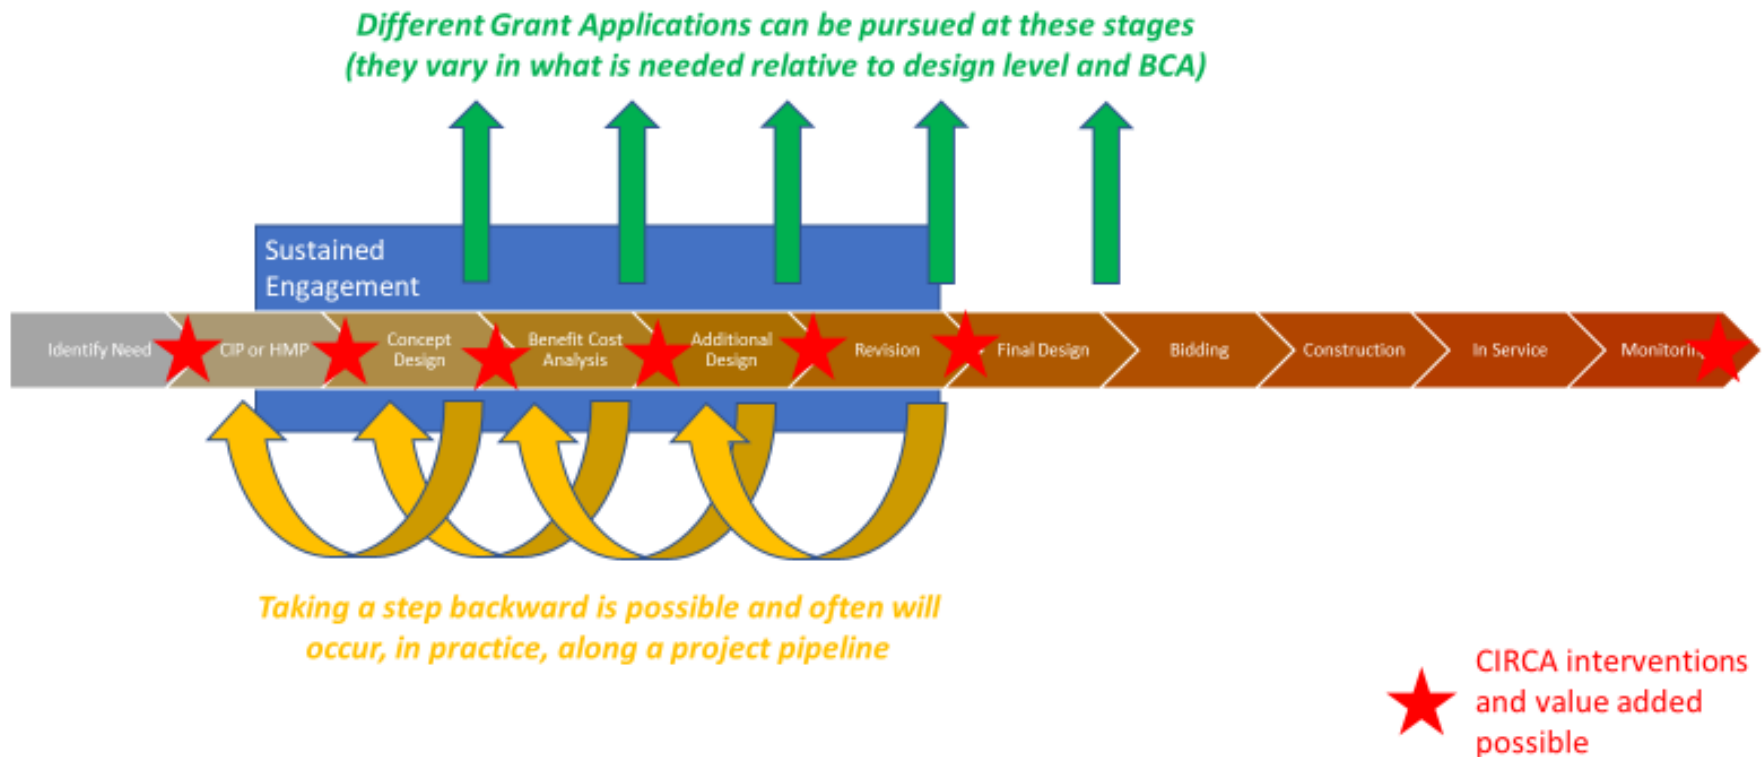 Different Grant Applications can be pursued at these stages
(they vary in what is needed relative to design level and BCA)
Sustained
Engagement
Identify Need
CIP or HMP
Concept
Design
Benefit Cost
Analysis
Additional
Design
Revision
Final Design
Bidding
Construction
In Service
Monitoring
Taking a step backward is possible and often will
occur, in practice, along a project pipeline
CIRCA interventions
and value added
possible